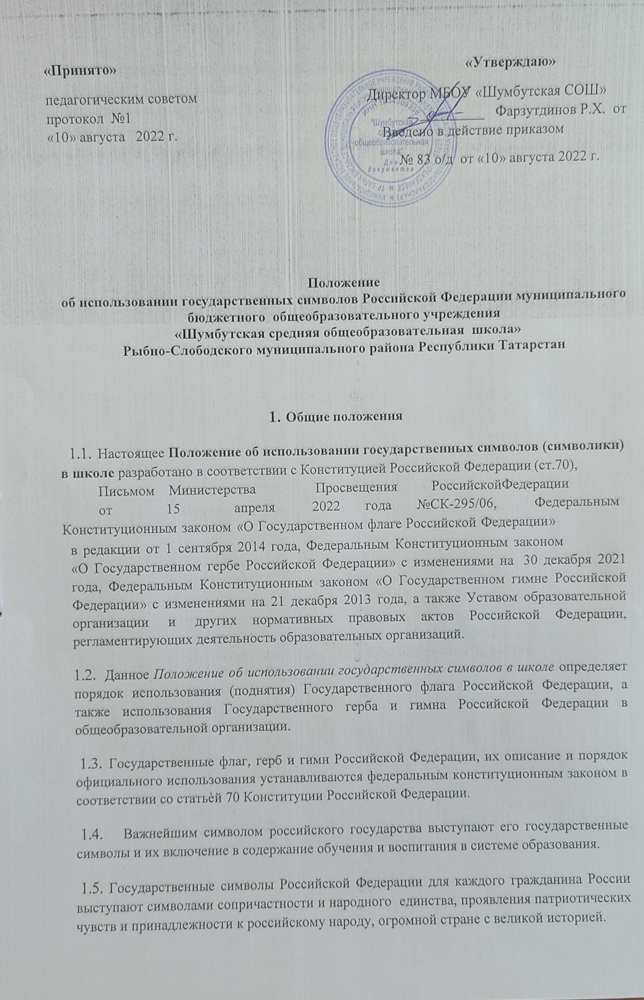 «Принято»
«Утверждаю»
педагогическим советом
Директор МБОУ «Шумбутская СОШ»
протокол №1
Фарзутдинов Р.Х. от
«10» августа 2022 г.
Введено в действие приказом
№ 83 о/д от «10» августа 2022 г.
"Шумбутская
общеобразовательная
школа"
Для
документов
Положение
об использовании государственных символов Российской Федерации муниципального
бюджетного общеобразовательного учреждения
«Шумбутская средняя общеобразовательная школа»
Рыбно-Слободского муниципального района Республики Татарстан
1. Общие положения
1.1. Настоящее Положение об использовании государственных символов (символики)
в школе разработано в соответствии с Конституцией Российской Федерации (ст.70),
Письмом Министерства Просвещения РоссийскойФедерации
от 15 апреля 2022 года №СК-295/06, Федеральным
Конституционным законом «О Государственном флаге Российской Федерации»
в редакции от 1 сентября 2014 года, Федеральным Конституционным законом
«О Государственном гербе Российской Федерации» с изменениями на 30 декабря 2021
года, Федеральным Конституционным законом «О Государственном гимне Российской
Федерации» с изменениями на 21 декабря 2013 года, а также Уставом образовательной
организации и других нормативных правовых актов Российской Федерации,
регламентирующих деятельность образовательных организаций.
1.2. Данное Положение об использовании государственных символов в школе определяет
порядок использования (поднятия) Государственного флага Российской Федерации, а
также использования Государственного герба и гимна Российской Федерации в
общеобразовательной организации.
1.3. Государственные флаг, герб и гимн Российской Федерации, их описание и порядок
официального использования устанавливаются федеральным конституционным законом в
соответствии со статьѐй 70 Конституции Российской Федерации.
1.4. Важнейшим символом российского государства выступают его государственные
символы и их включение в содержание обучения и воспитания в системе образования.
1.5. Государственные символы Российской Федерации для каждого гражданина России
выступают символами сопричастности и народного единства, проявления патриотических
чувств и принадлежности к российскому народу, огромной стране с великой историей.